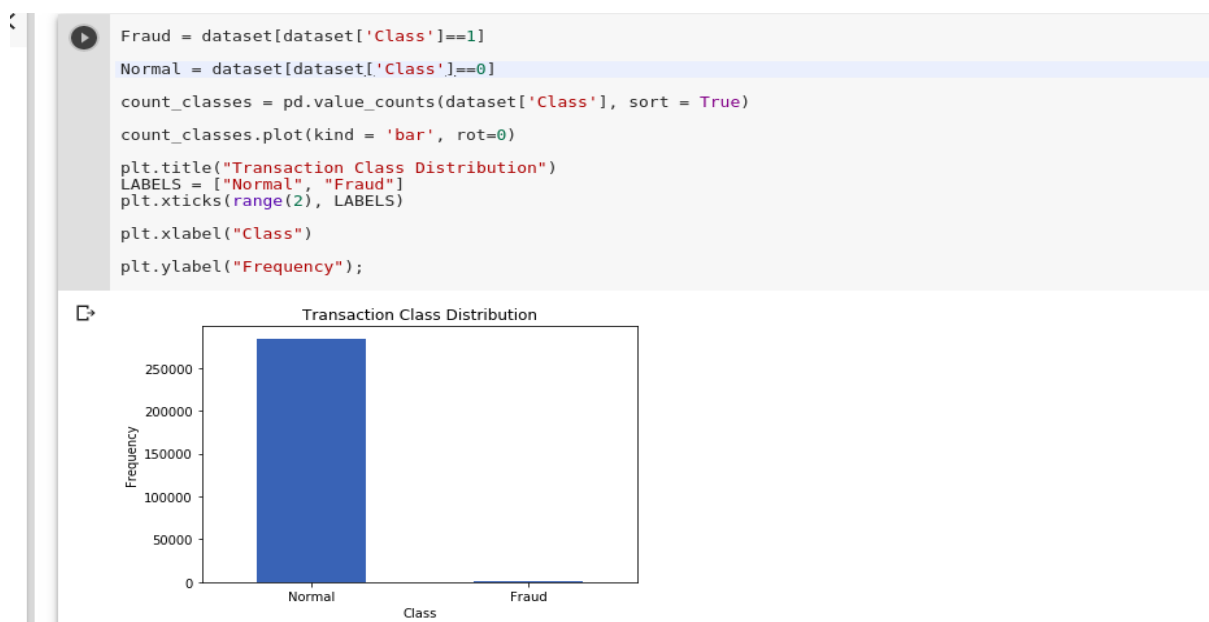 Fraud = dataset[dataset['Class']==1]
Normal = dataset[dataset['Class']==0]
count_classes = pd.value_counts(dataset['Class'], sort = True)
count_classes.plot(kind = 'bar', rot=0)
plt.title("Transaction Class Distribution")
LABELS = ["Normal", "Fraud"]
plt.xticks(range(2), LABELS)
plt.xlabel("Class")
plt.ylabel("Frequency");
Transaction Class Distribution
250000
200000
150000
100000
50000
0
Frequency
Normal Fraud
Class